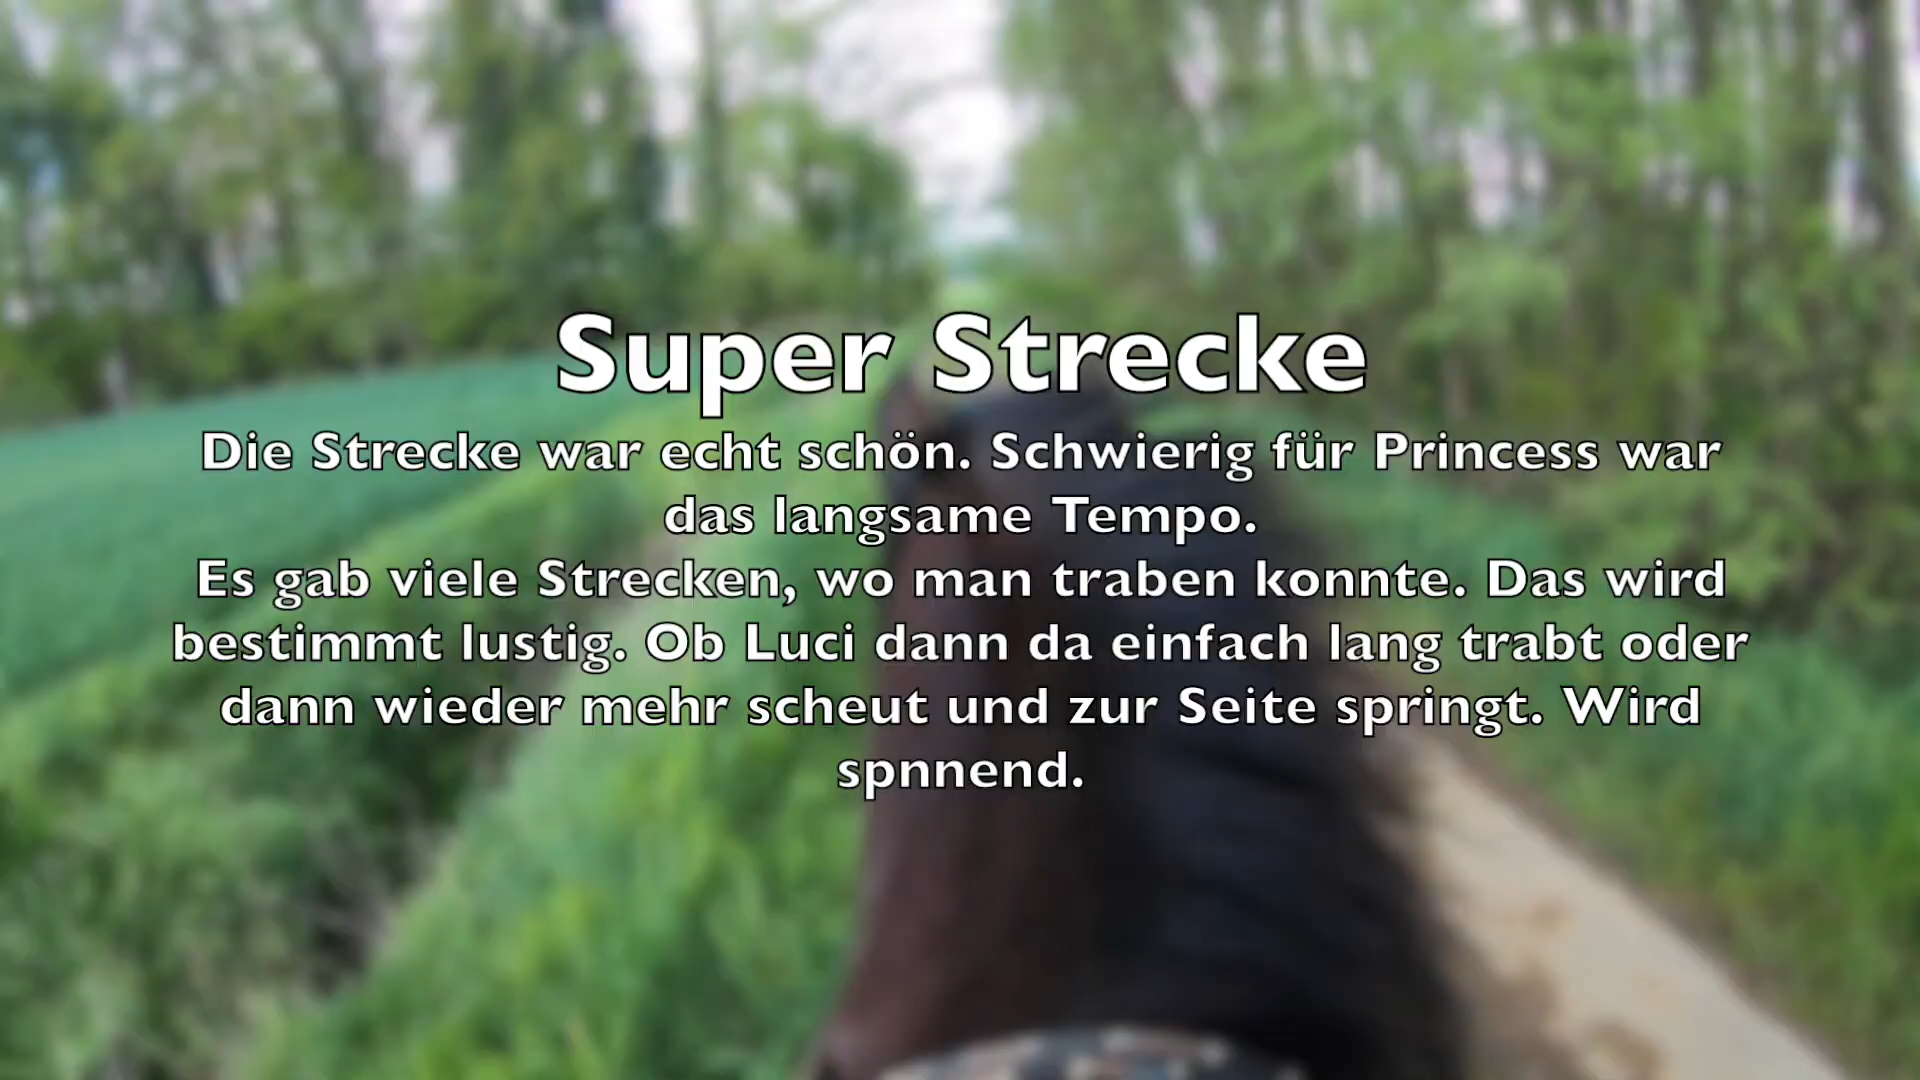 Super Strecke
Die Strecke war echt schön. Schwierig für Princess war
das langsame Tempo.
Es gab viele Strecken, wo man traben konnte. Das wird
bestimmt lustig. Ob Luci dann da einfach lang trabt oder
dann wieder mehr scheut und zur Seite springt. Wird
spnnend.